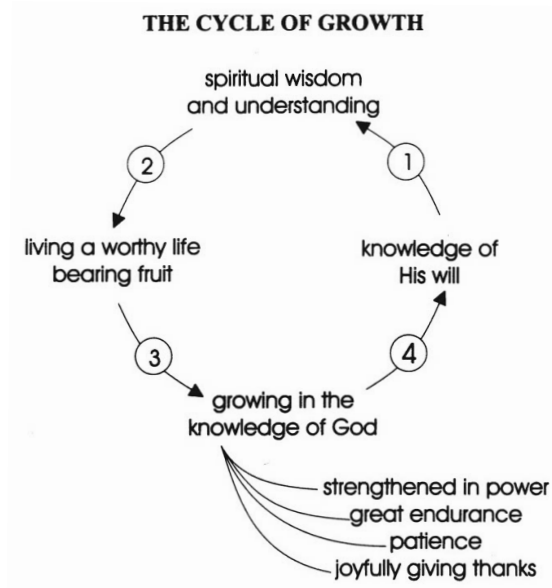 THE CYCLE OF GROWTH
spiritual wisdom
and understanding
1
2
living a worthy life
bearing fruit
knowledge of
His will
3
4
growing in the
knowledge of God
strengthened in power
great endurance
patience
joyfully giving thanks